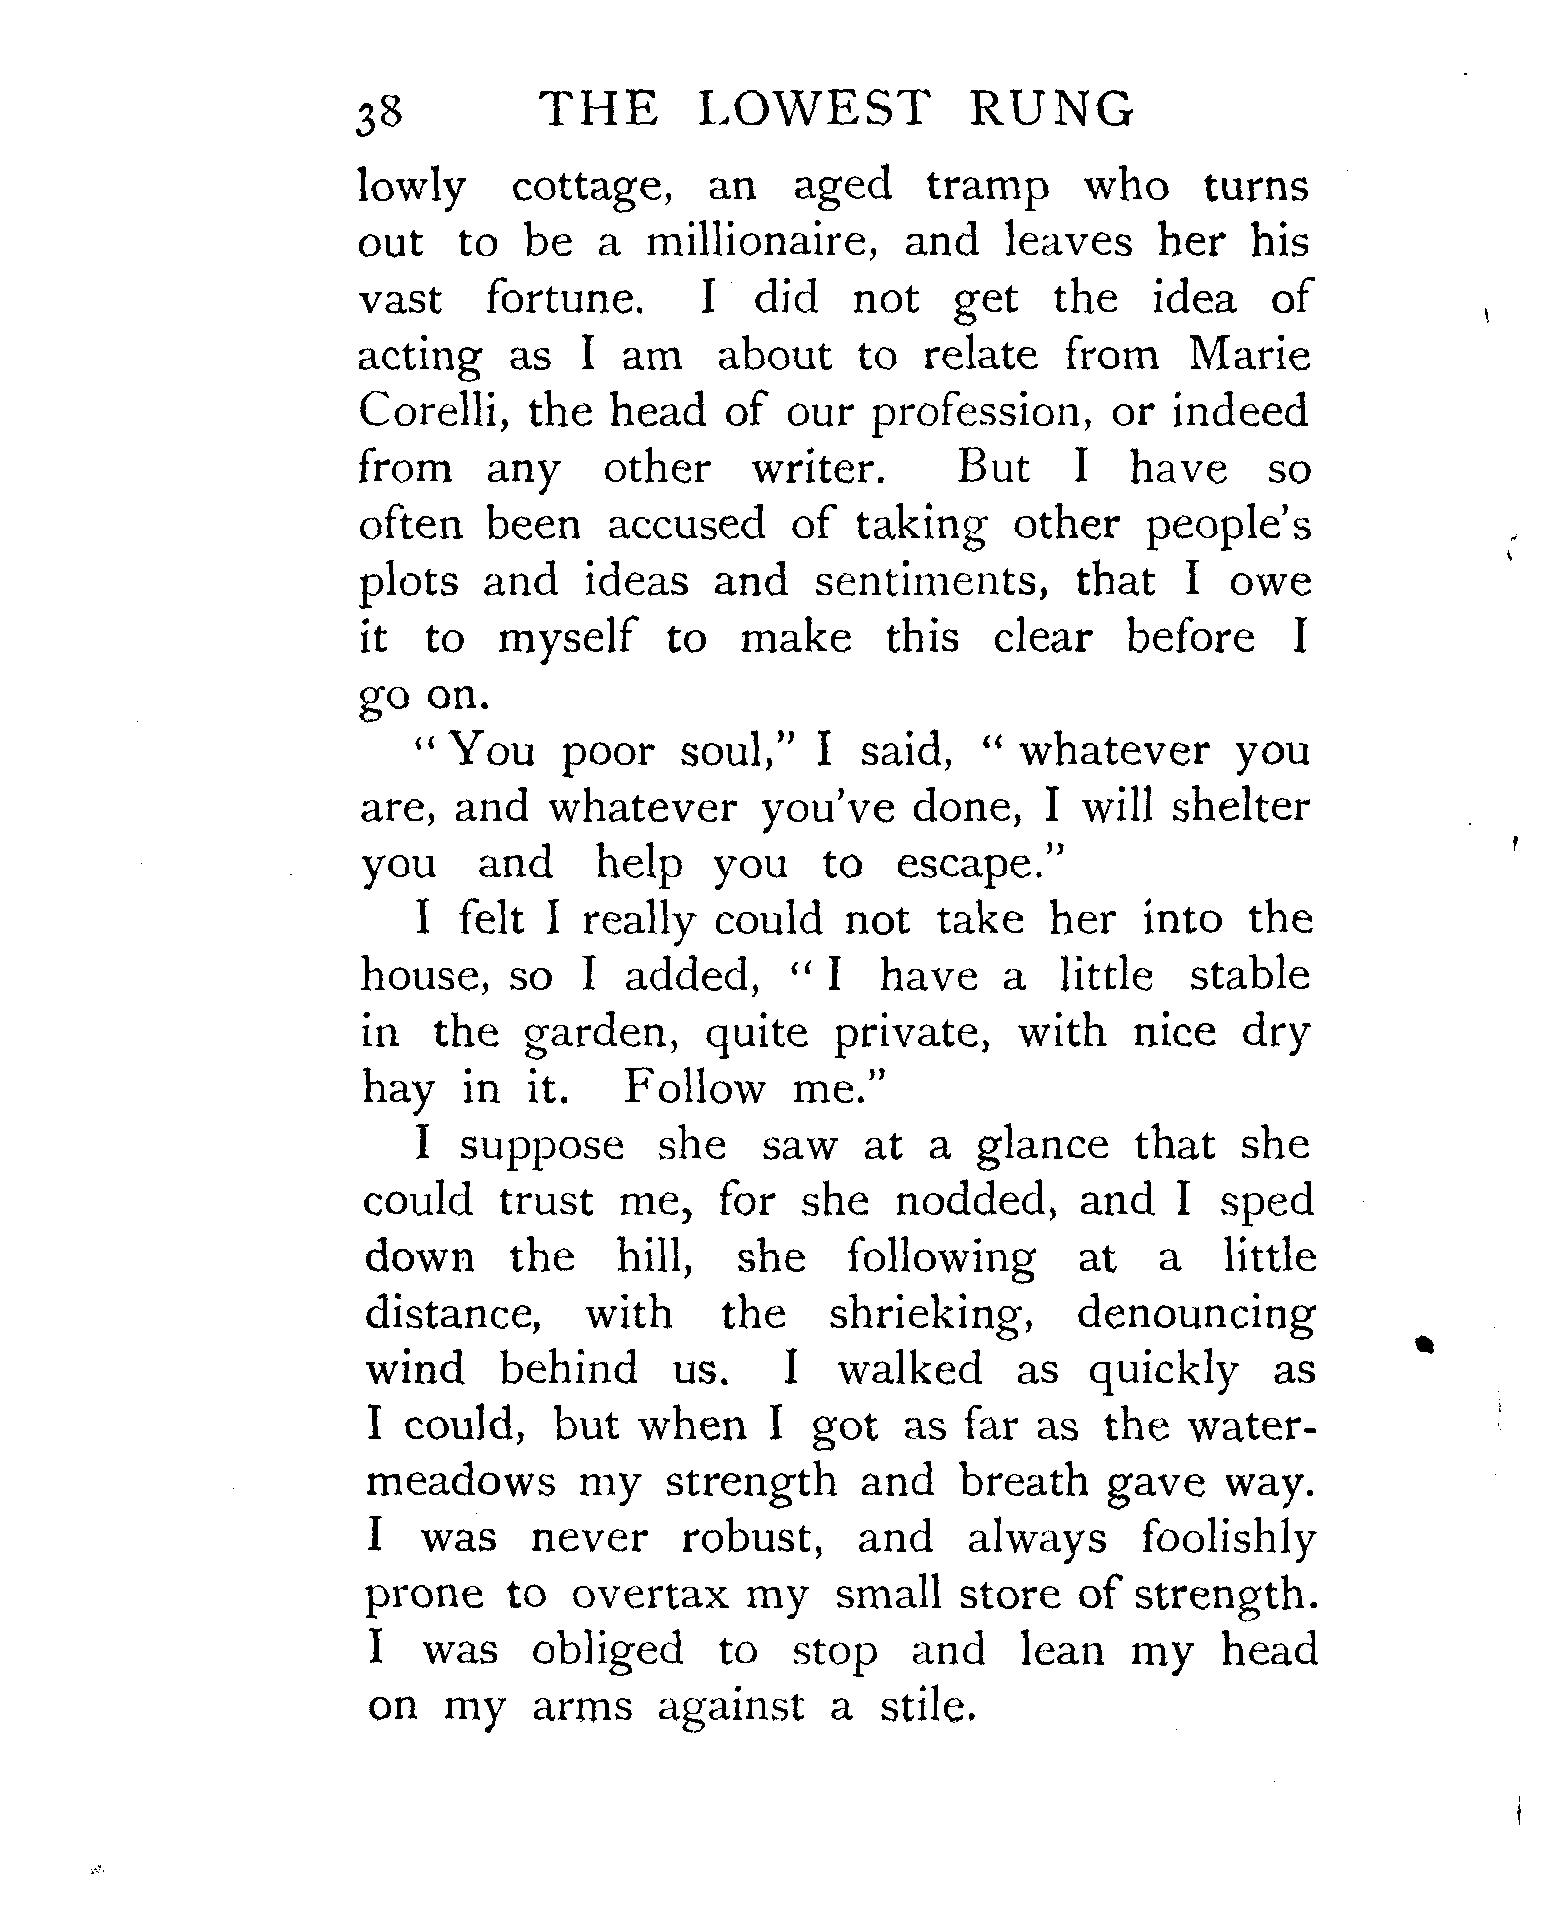 38 THE LOWEST RUNG
lowly cottage, an aged tramp who turns
out to be a millionaire, and leaves her his
vast fortune. I did not get the idea of
acting as I am about to relate from Marie
Corelli, the head of our profession, or indeed
from any other writer. But I have so
often been accused of taking other people's
plots and ideas and sentiments, that I owe
it to myself to make this clear before I
go on.
“ You poor soul,” I said, “ whatever you
are, and whatever you've done, I will shelter
you and help you to escape.”
I felt I really could not take her into the
house, so I added, “ I have a little stable
in the garden, quite private, with nice dry
hay in it. Follow me.”
I suppose she saw at a glance that she
could trust me, for she nodded, and I sped
down the hill, she following at a little
distance, with the shrieking, denouncing
wind behind us. I walked as quickly as
I could, but when I got as far as the water-
meadows my strength and breath gave way.
I was never robust, and always foolishly
prone to overtax my small store of strength.
I was obliged to stop and lean my head
on my arms against a stile.